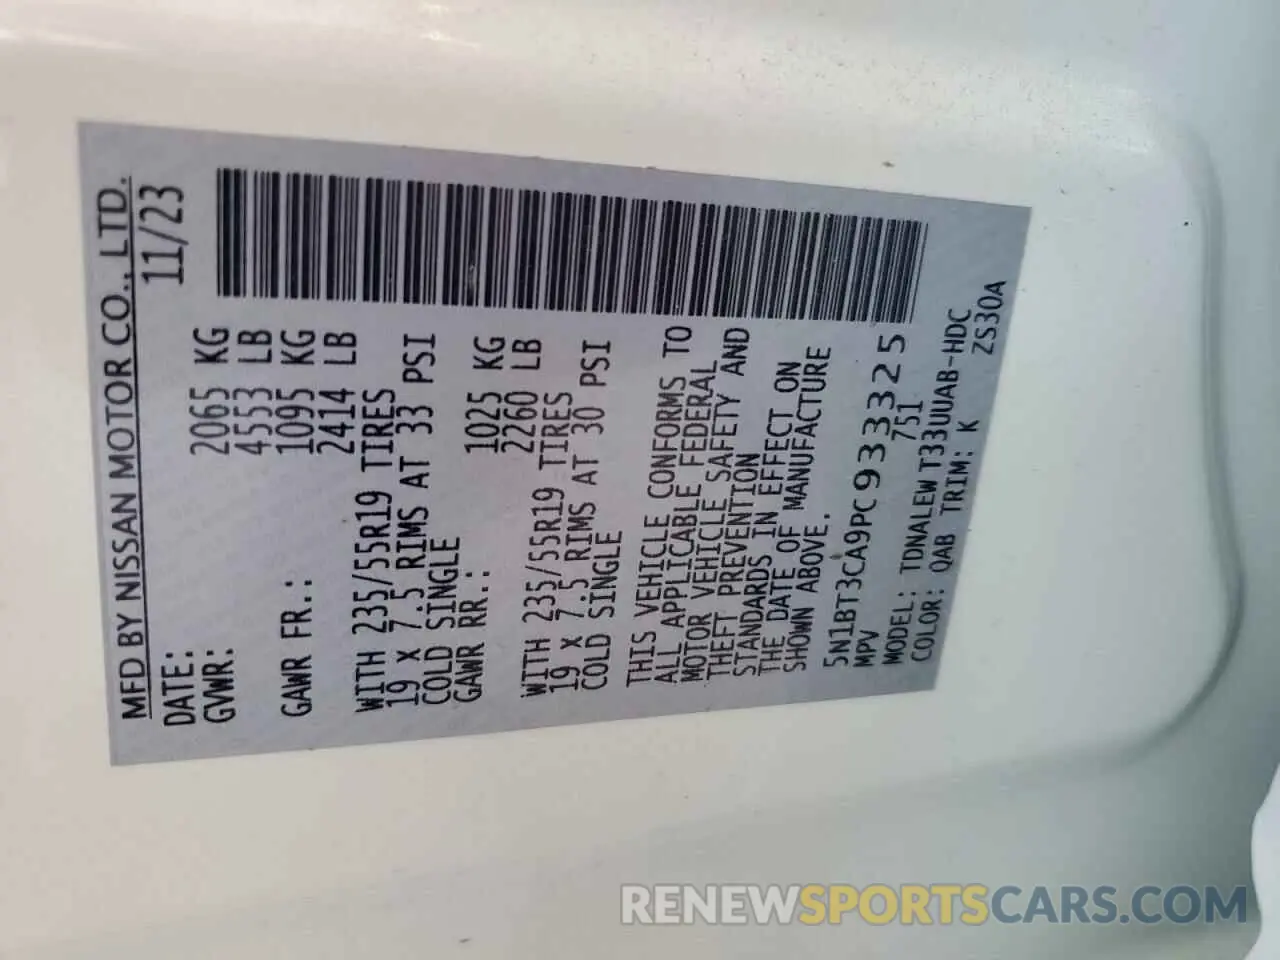 MFD BY NISSAN MOTOR CO., LTD.
DATE: 11/23
GVWR: 2065 KG
4553 LB
GAWR FR.: 1095 KG
2414 LB
WITH 235/55R19 TIRES
19 X 7.5 RIMS AT 33 PSI
COLD SINGLE
GAWR RR.: 1025 KG
2260 LB
WITH 235/55R19 TIRES
19 X 7.5 RIMS AT 30 PSI
COLD SINGLE
THIS VEHICLE CONFORMS TO
ALL APPLICABLE FEDERAL
MOTOR VEHICLE SAFETY AND
THEFT PREVENTION
STANDARDS IN EFFECT ON
THE DATE OF MANUFACTURE
SHOWN ABOVE.
5N1BT3CA9PC933325
MPV 751
MODEL: TDNALEWT33UUAB-HDC
COLOR: QAB TRIM: K ZS30A
RENEWSPORTSCARS.COM